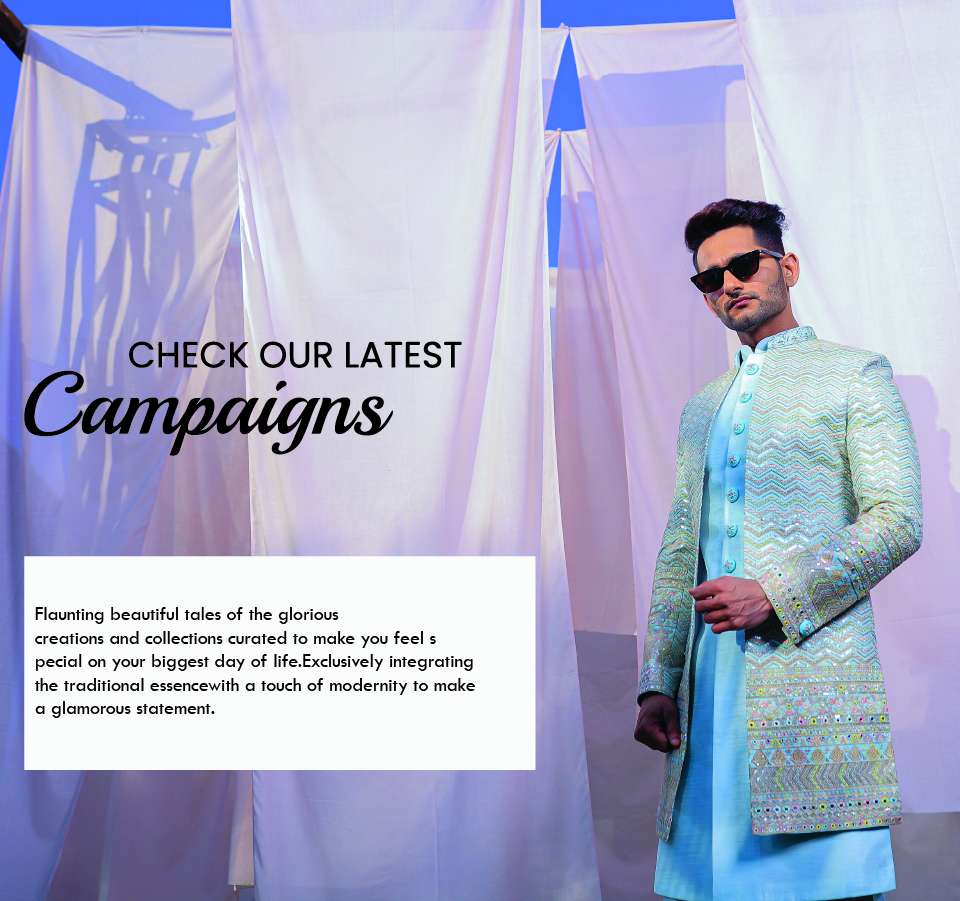 CHECK OUR LATEST
Campaigns
Flaunting beautiful tales of the glorious
creations and collections curated to make you feel s
pecial on your biggest day of life.Exclusively integrating
the traditional essencewith a touch of modernity to make
a glamorous statement.